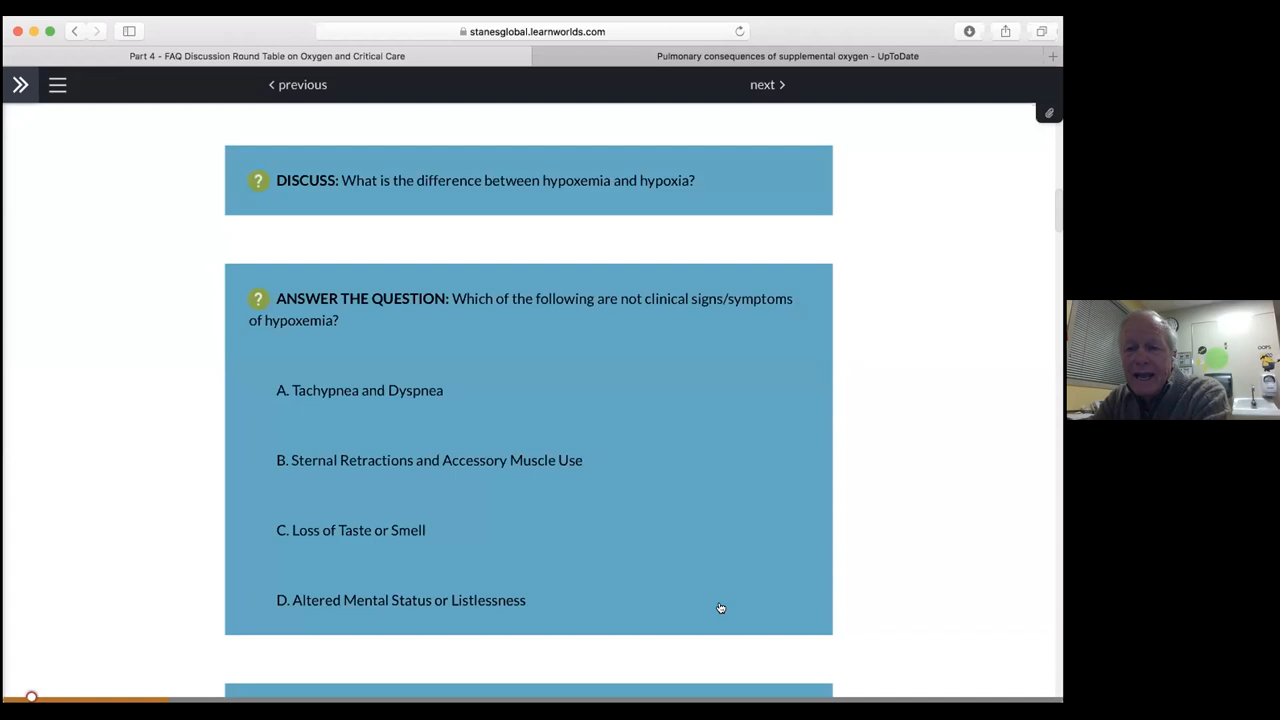 stanesglobal.learnworlds.com
Part 4 - FAQ Discussion Round Table on Oxygen and Critical Care
Pulmonary consequences of supplemental oxygen - UpToDate
< previous
next >
? DISCUSS: What is the difference between hypoxemia and hypoxia?
? ANSWER THE QUESTION: Which of the following are not clinical signs/symptoms
of hypoxemia?
A. Tachypnea and Dyspnea
B. Sternal Retractions and Accessory Muscle Use
C. Loss of Taste or Smell
D. Altered Mental Status or Listlessness
OOPS